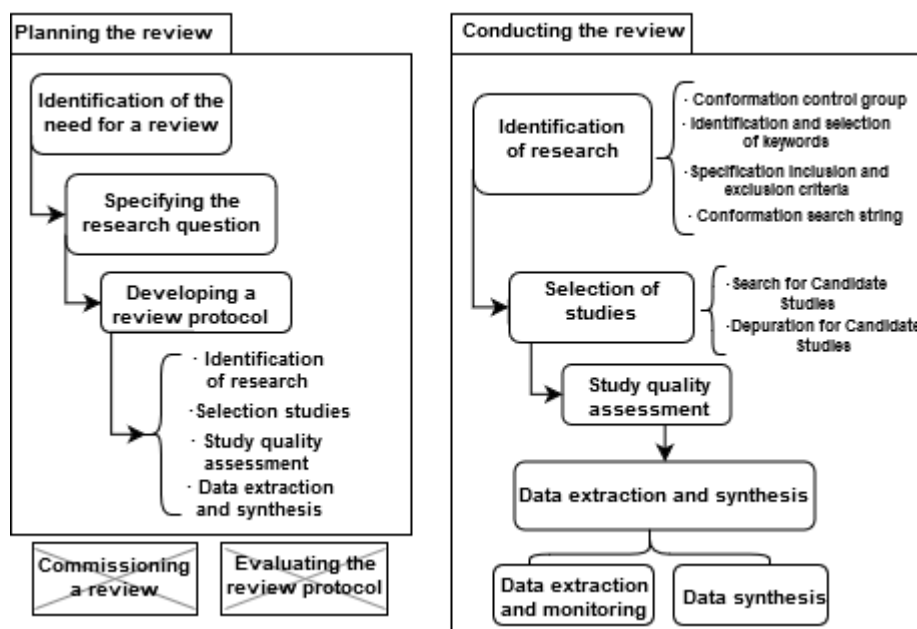 Planning the review
Identification of the
need for a review
Specifying the
research question
Developing a
review protocol
· Identification
of research
· Selection studies
· Study quality
assessment
· Data extraction
and synthesis
Commissioning
a review
Evaluating the
review protocol
Conducting the review
Identification
of research
· Conformation control group
· Identification and selection
of keywords
· Specification inclusion and
exclusion criteria
· Conformation search string
Selection of
studies
· Search for Candidate
Studies
· Depuration for Candidate
Studies
Study quality
assessment
Data extraction and synthesis
Data extraction
and monitoring
Data synthesis